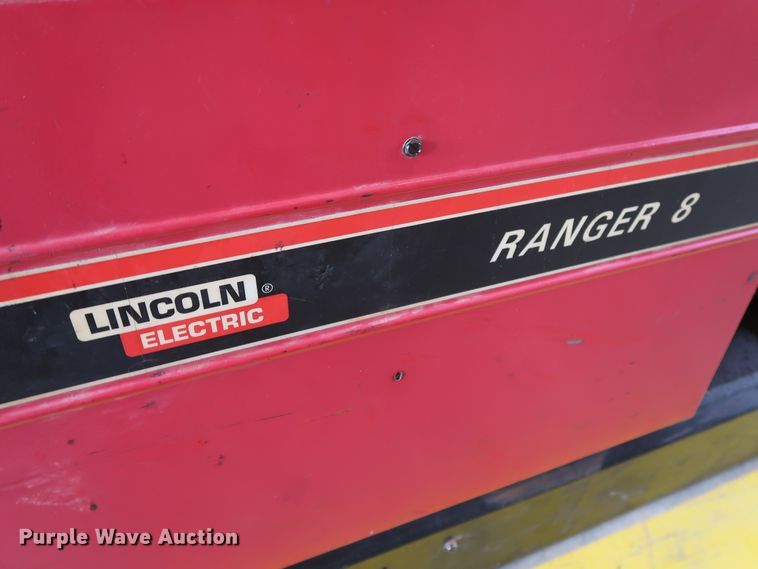 RANGER 8
LINCOLN ®
ELECTRIC
Purple Wave Auction